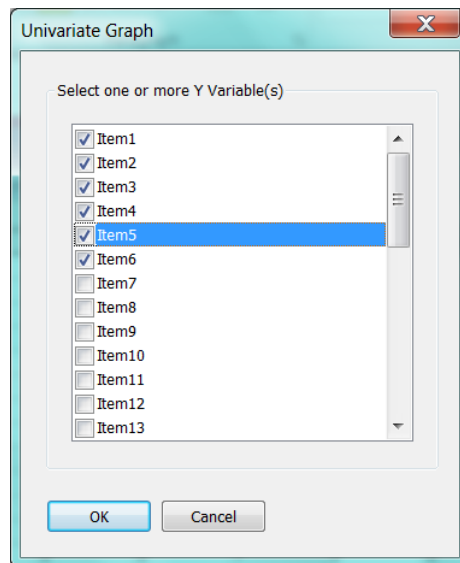 Univariate Graph
Select one or more Y Variable(s)
Item1
Item2
Item3
Item4
Item5
Item6
Item7
Item8
Item9
Item10
Item11
Item12
Item13
OK Cancel